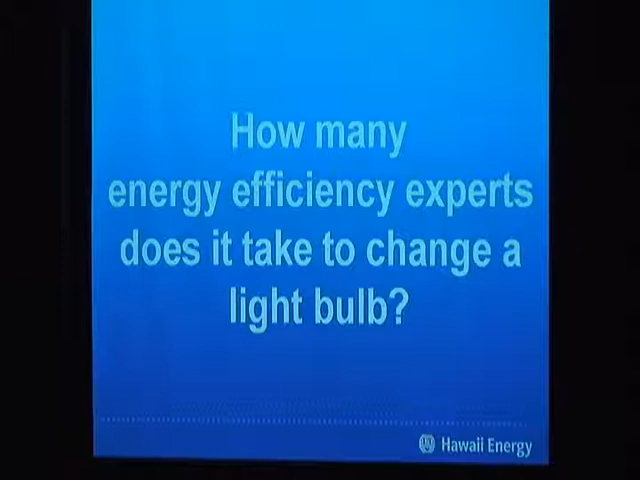 How many
energy efficiency experts
does it take to change a
light bulb?
Hawaii Energy